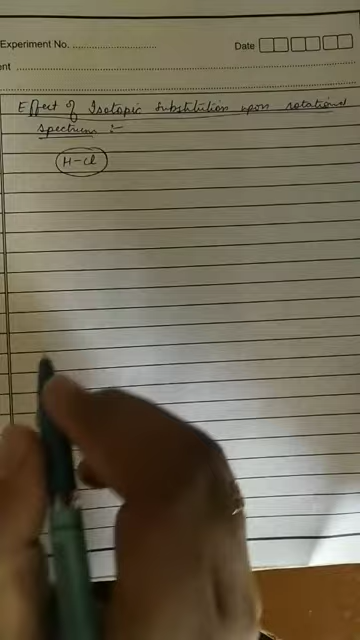 Experiment No. ..............................
Date
ent ..............................
Effect of Isotopic Substitution upon rotational
spectrum :-
H-Cl